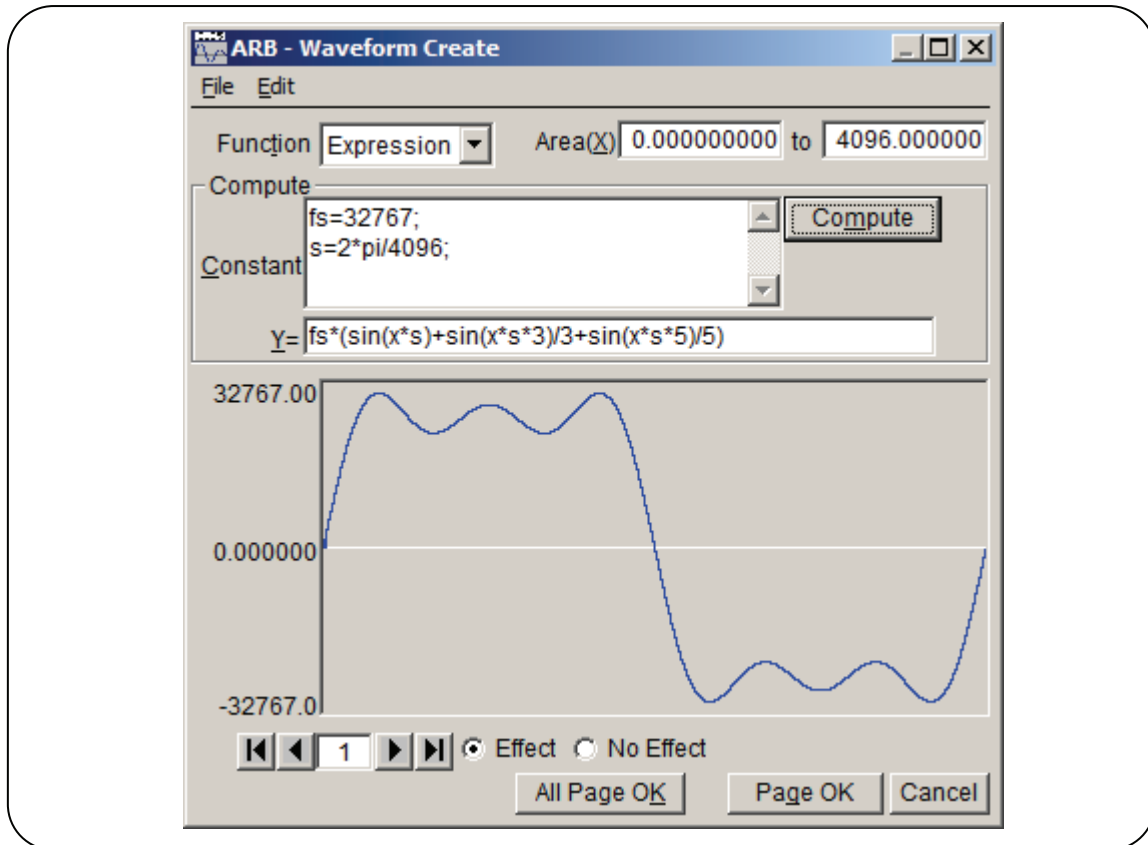 ARB - Waveform Create
File Edit
Function Expression Area(X) 0.000000000 to 4096.000000
Compute
Constant
fs=32767;
s=2*pi/4096;
Compute
Y= fs*(sin(x*s)+sin(x*s*3)/3+sin(x*s*5)/5)
32767.00
0.000000
-32767.0
1 Effect No Effect
All Page OK Page OK Cancel